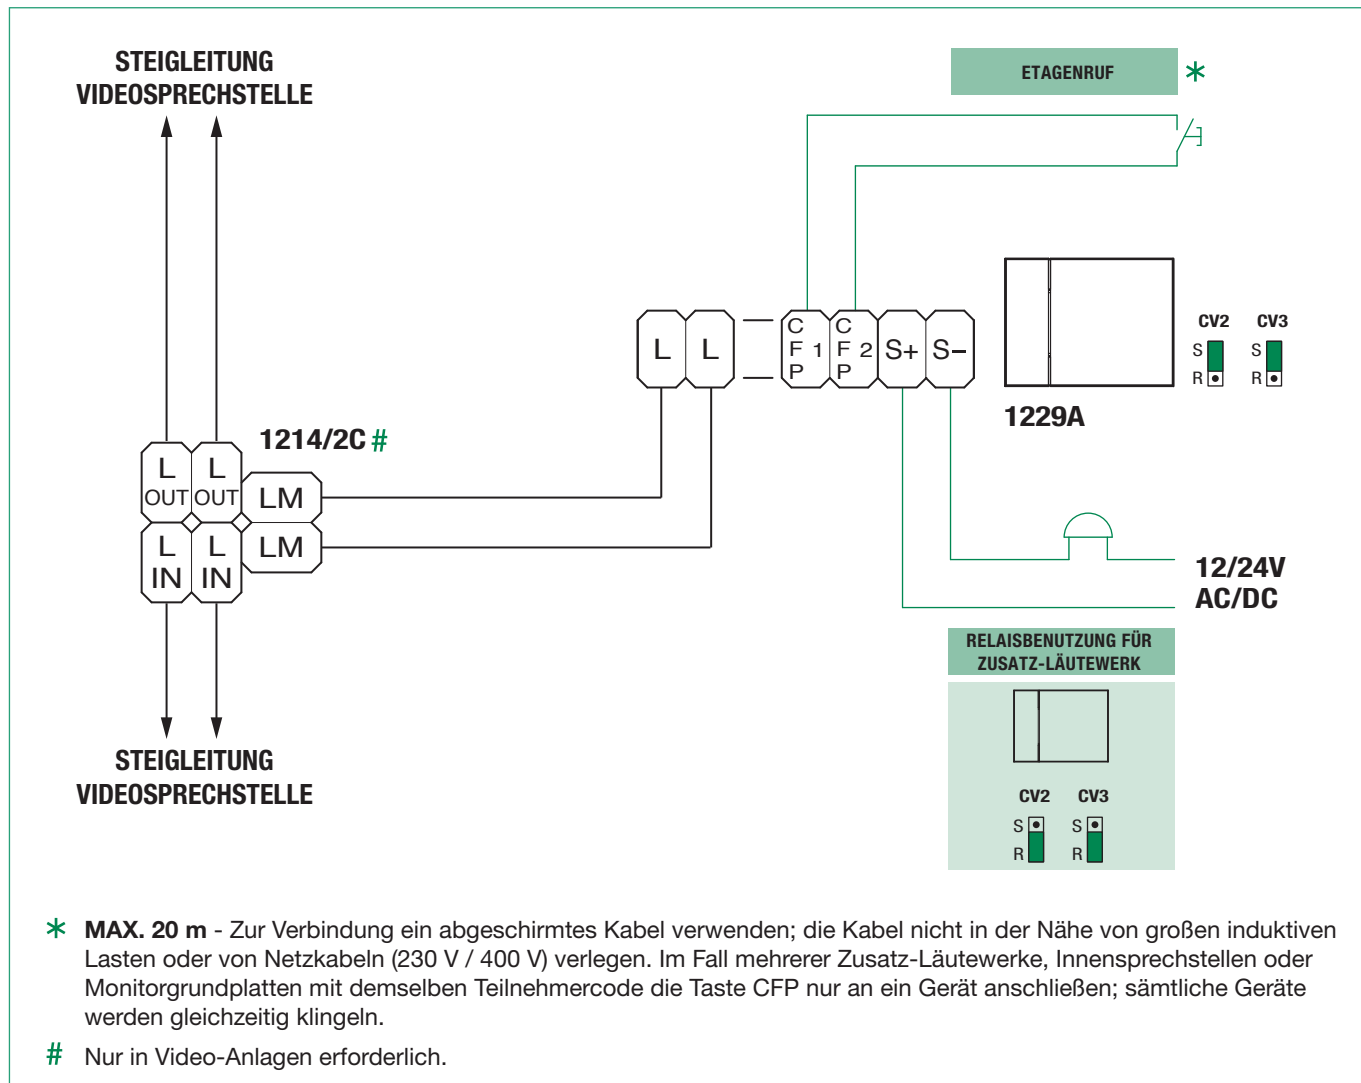 STEIGLEITUNG
VIDEOSPRECHSTELLE
ETAGENRUF *
L L
CFP 1 CFP 2 S+ S–
CV2 CV3
S S
R R
1229A
1214/2C #
L OUT L OUT LM
L IN L IN LM
12/24V
AC/DC
RELAISBENUTZUNG FÜR
ZUSATZ-LÄUTEWERK
CV2 CV3
S S
R R
STEIGLEITUNG
VIDEOSPRECHSTELLE
* MAX. 20 m - Zur Verbindung ein abgeschirmtes Kabel verwenden; die Kabel nicht in der Nähe von großen induktiven
Lasten oder von Netzkabeln (230 V / 400 V) verlegen. Im Fall mehrerer Zusatz-Läutewerke, Innensprechstellen oder
Monitorgrundplatten mit demselben Teilnehmercode die Taste CFP nur an ein Gerät anschließen; sämtliche Geräte
werden gleichzeitig klingeln.
# Nur in Video-Anlagen erforderlich.